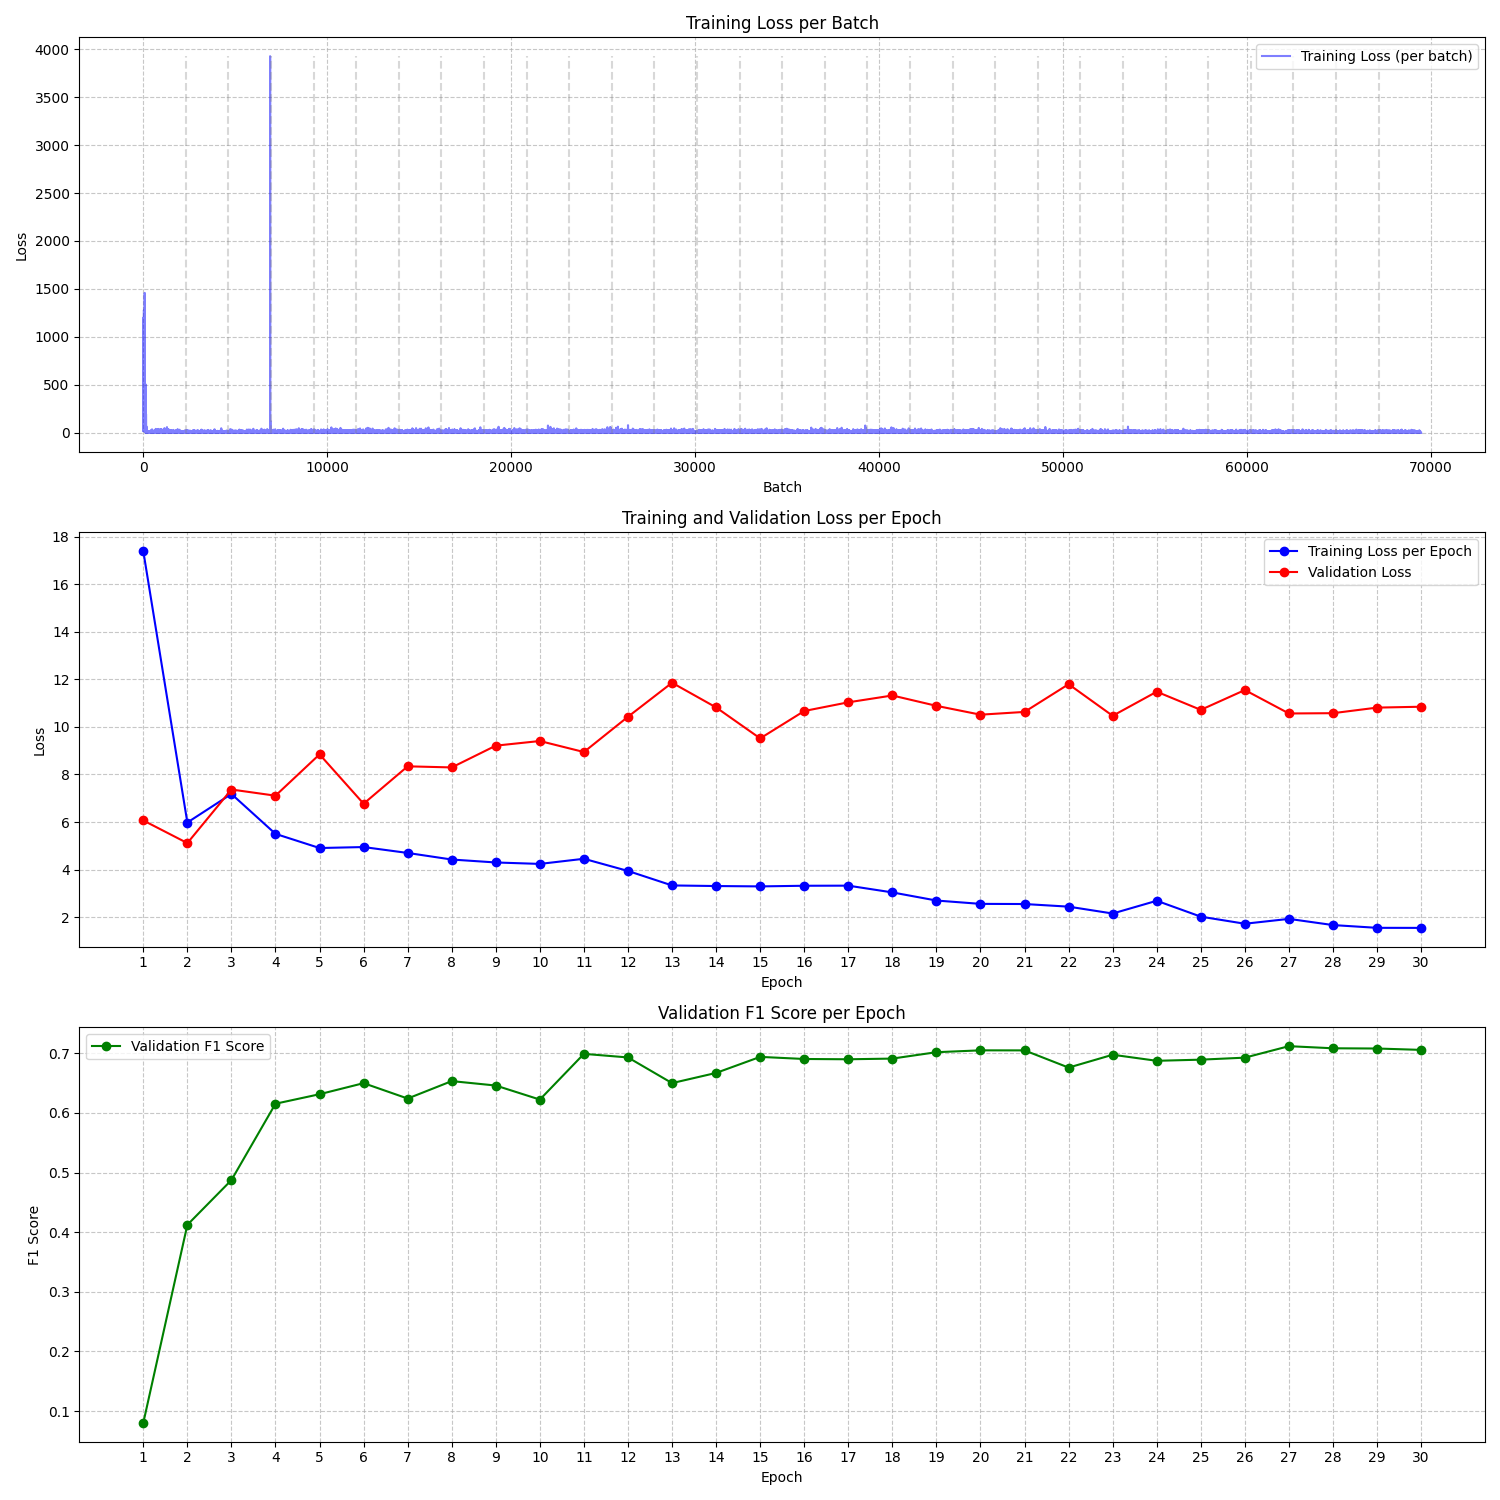 Training Loss per Batch
Training Loss (per batch)
4000
3500
3000
2500
2000
1500
1000
500
0
Loss
0 10000 20000 30000 40000 50000 60000 70000
Batch
Training and Validation Loss per Epoch
Training Loss per Epoch
Validation Loss
18
16
14
12
10
8
6
4
2
Loss
1 2 3 4 5 6 7 8 9 10 11 12 13 14 15 16 17 18 19 20 21 22 23 24 25 26 27 28 29 30
Epoch
Validation F1 Score per Epoch
Validation F1 Score
0.7
0.6
0.5
0.4
0.3
0.2
0.1
F1 Score
1 2 3 4 5 6 7 8 9 10 11 12 13 14 15 16 17 18 19 20 21 22 23 24 25 26 27 28 29 30
Epoch